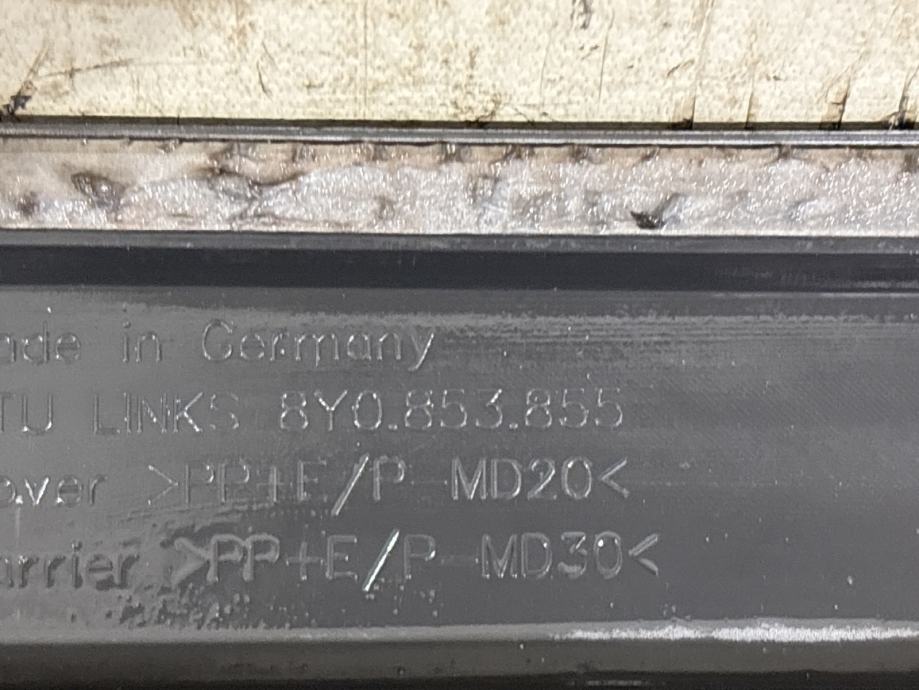 ade in Germany
TU LINKS 8Y0.853.855
over >PP+E/P-MD20<
arrier >PP+E/P-MD30<